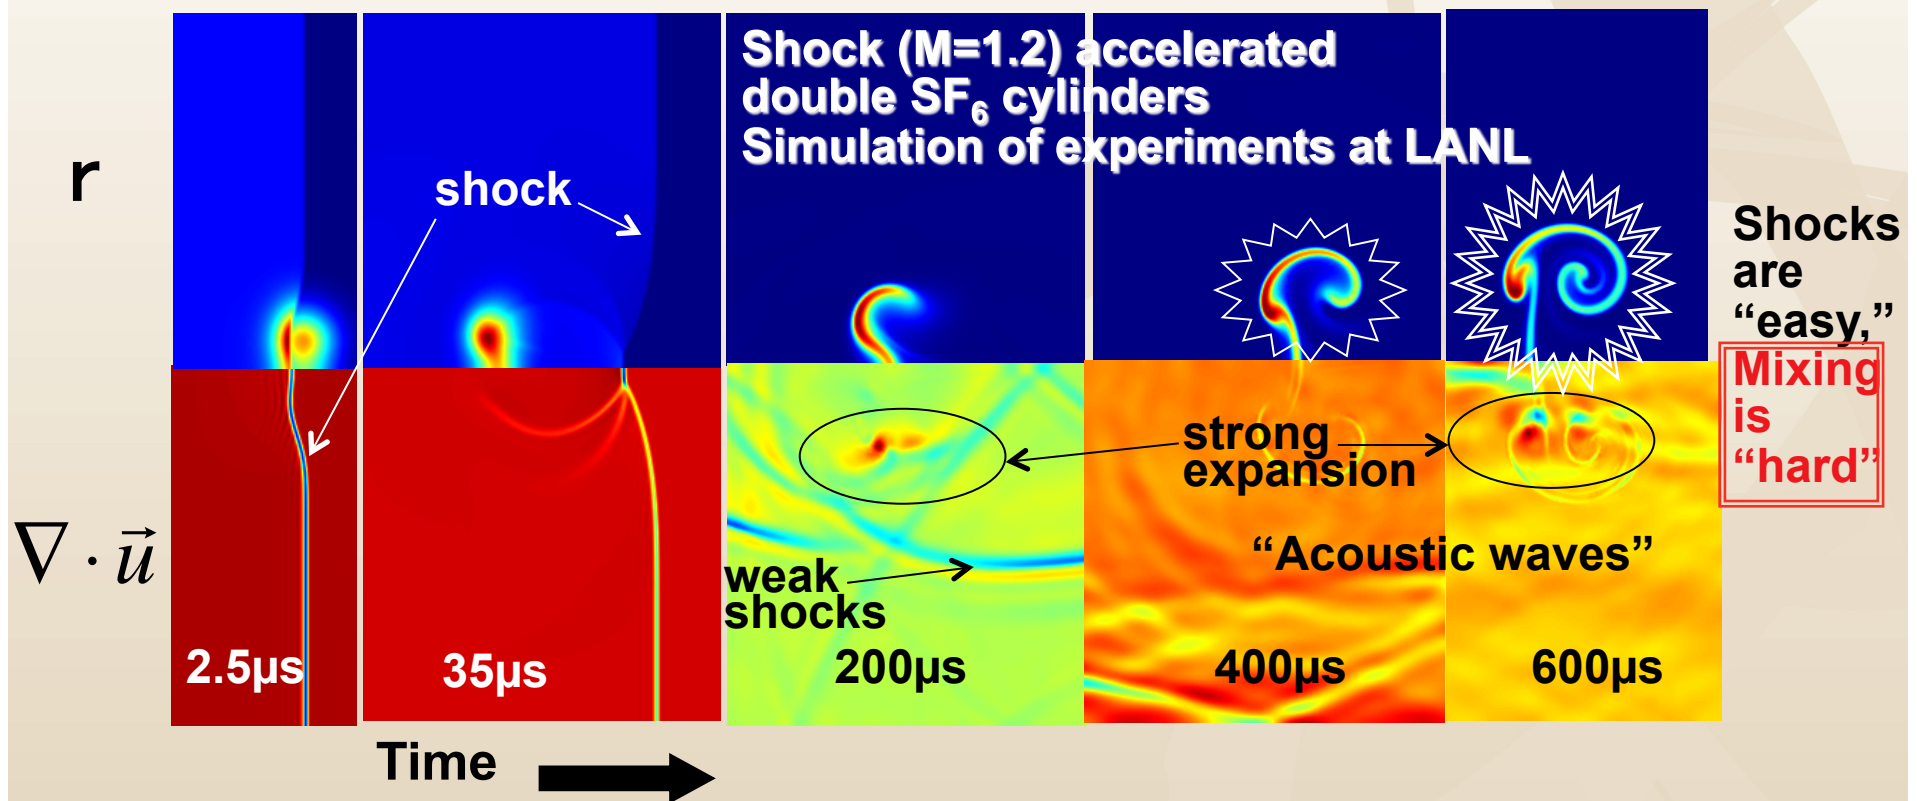 Shock (M=1.2) accelerated
double SF₆ cylinders
Simulation of experiments at LANL
r
shock
Shocks
are
“easy,”
Mixing
is
“hard”
strong
expansion
∇ · u⃗
“Acoustic waves”
weak
shocks
2.5µs
35µs
200µs
400µs
600µs
Time